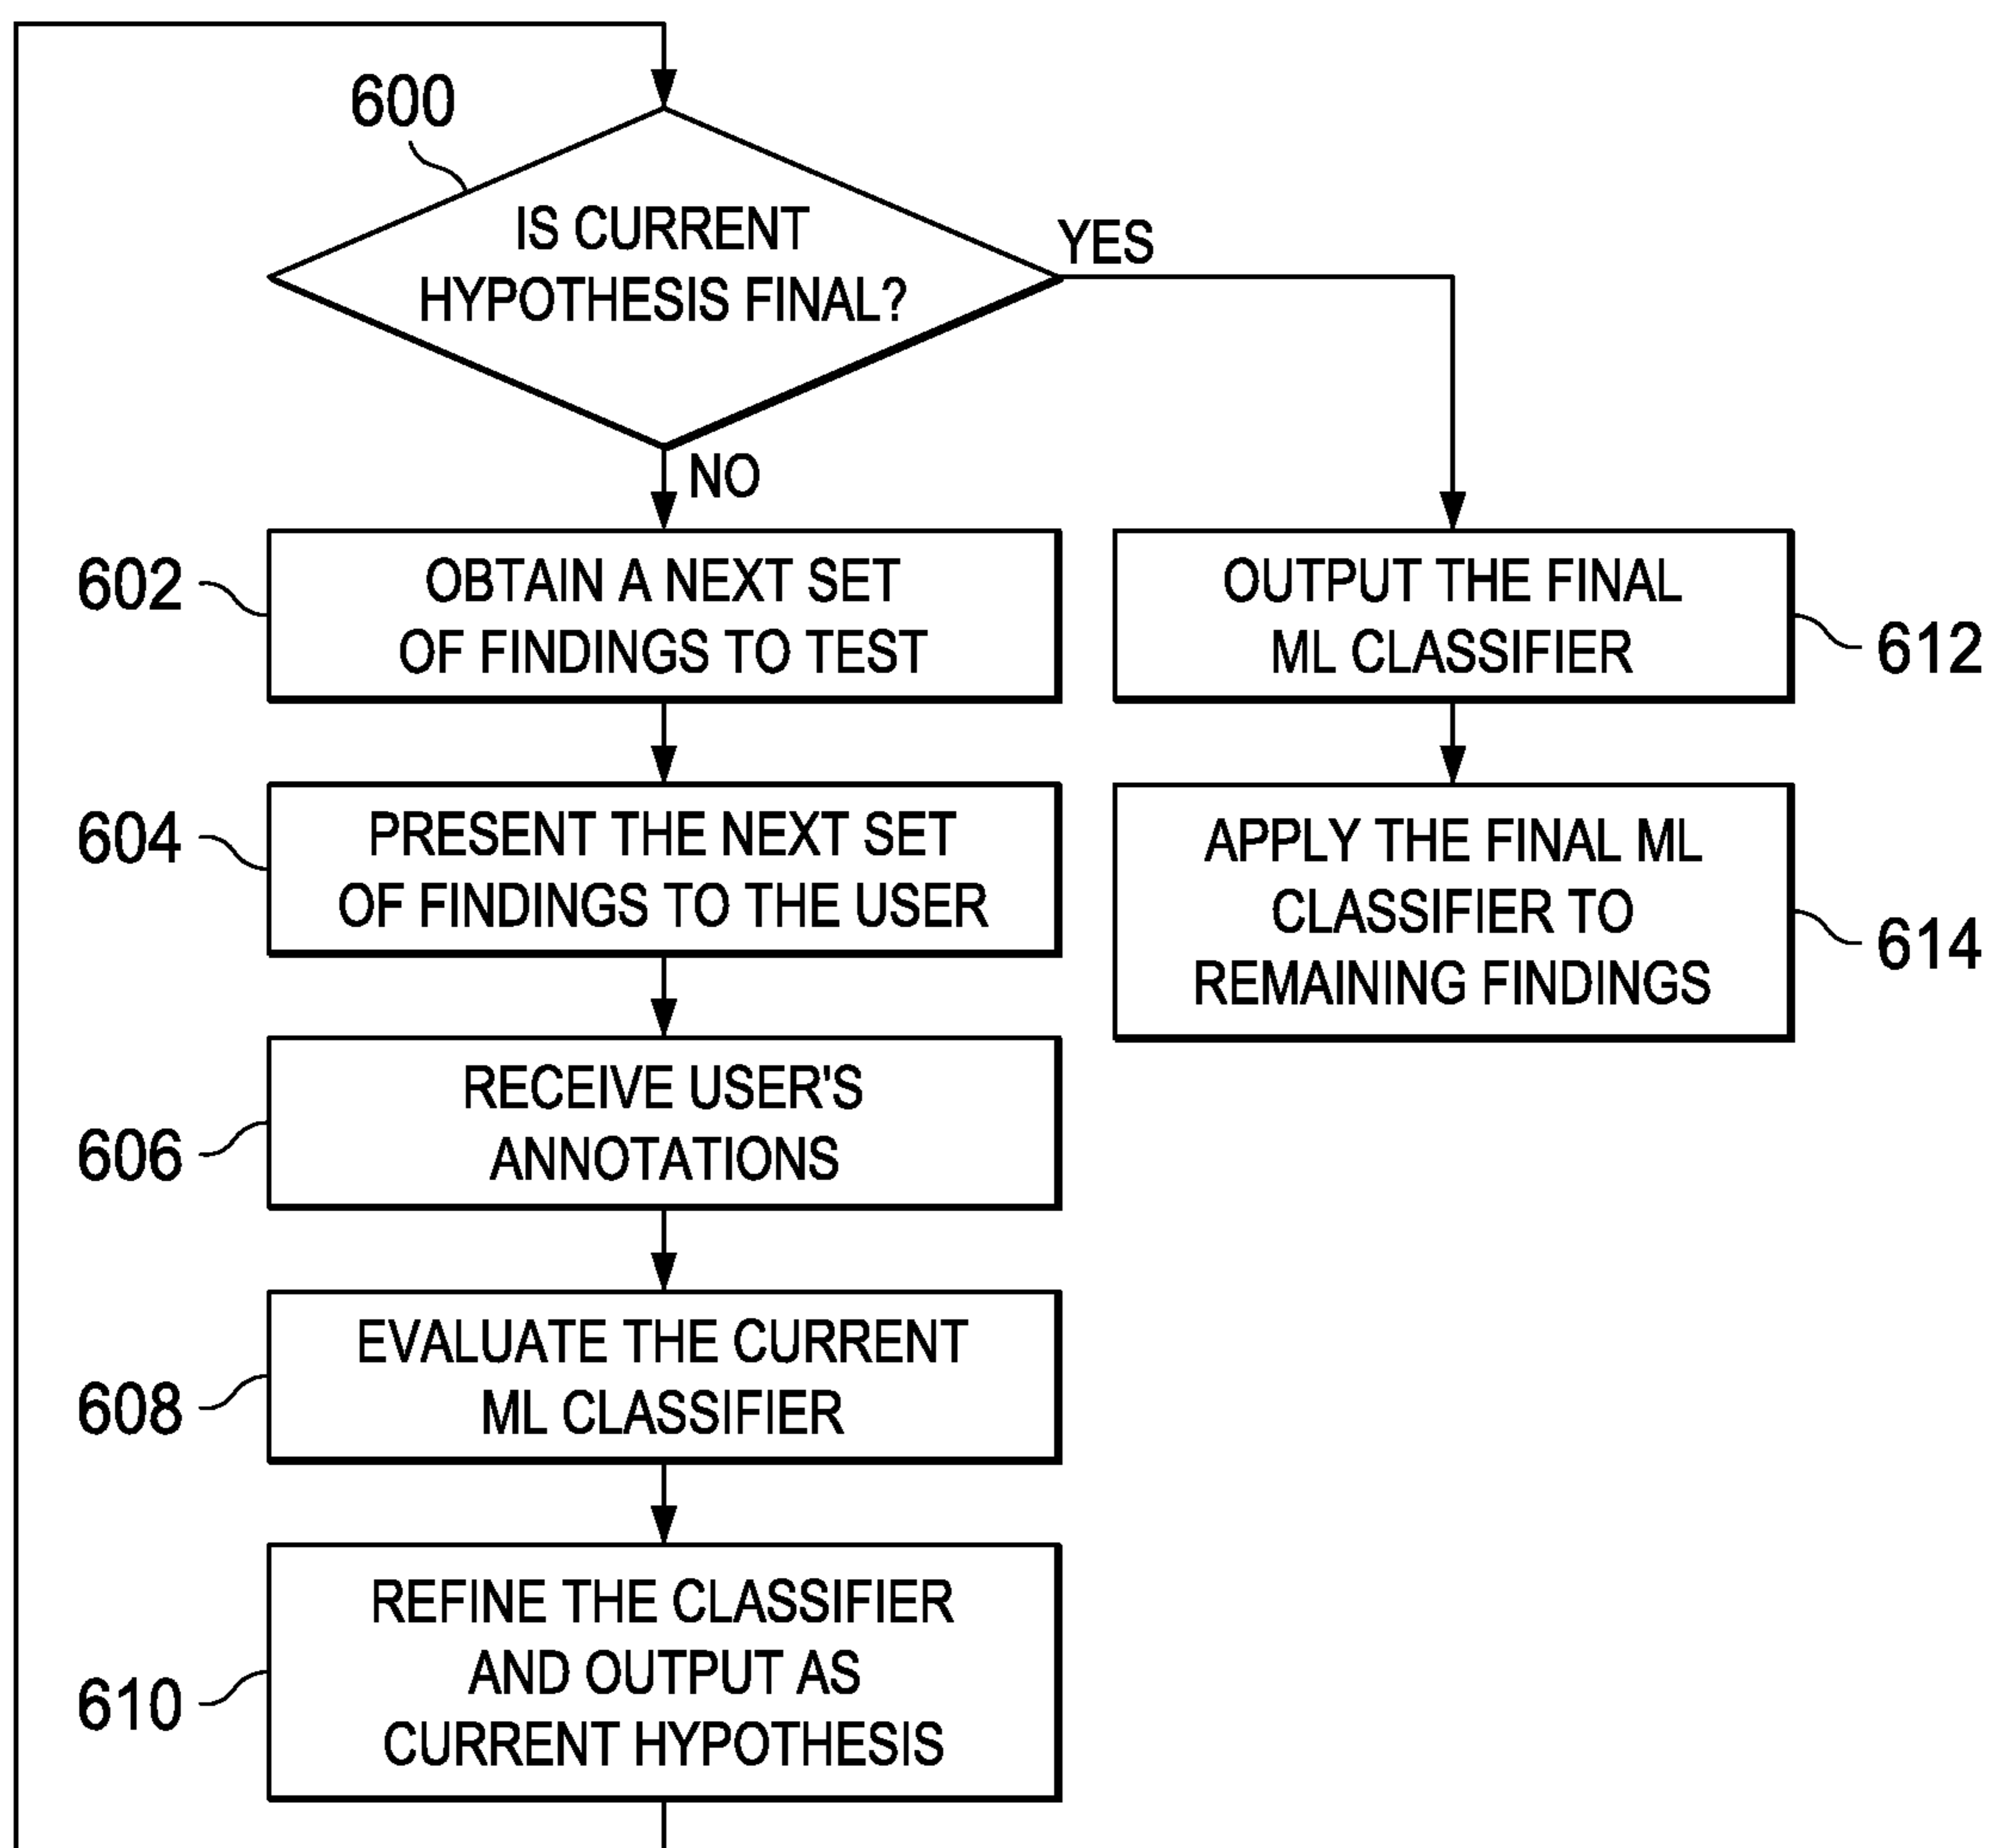 600
IS CURRENT
HYPOTHESIS FINAL?
YES
NO
602
OBTAIN A NEXT SET
OF FINDINGS TO TEST
OUTPUT THE FINAL
ML CLASSIFIER
612
604
PRESENT THE NEXT SET
OF FINDINGS TO THE USER
APPLY THE FINAL ML
CLASSIFIER TO
REMAINING FINDINGS
614
606
RECEIVE USER'S
ANNOTATIONS
608
EVALUATE THE CURRENT
ML CLASSIFIER
610
REFINE THE CLASSIFIER
AND OUTPUT AS
CURRENT HYPOTHESIS